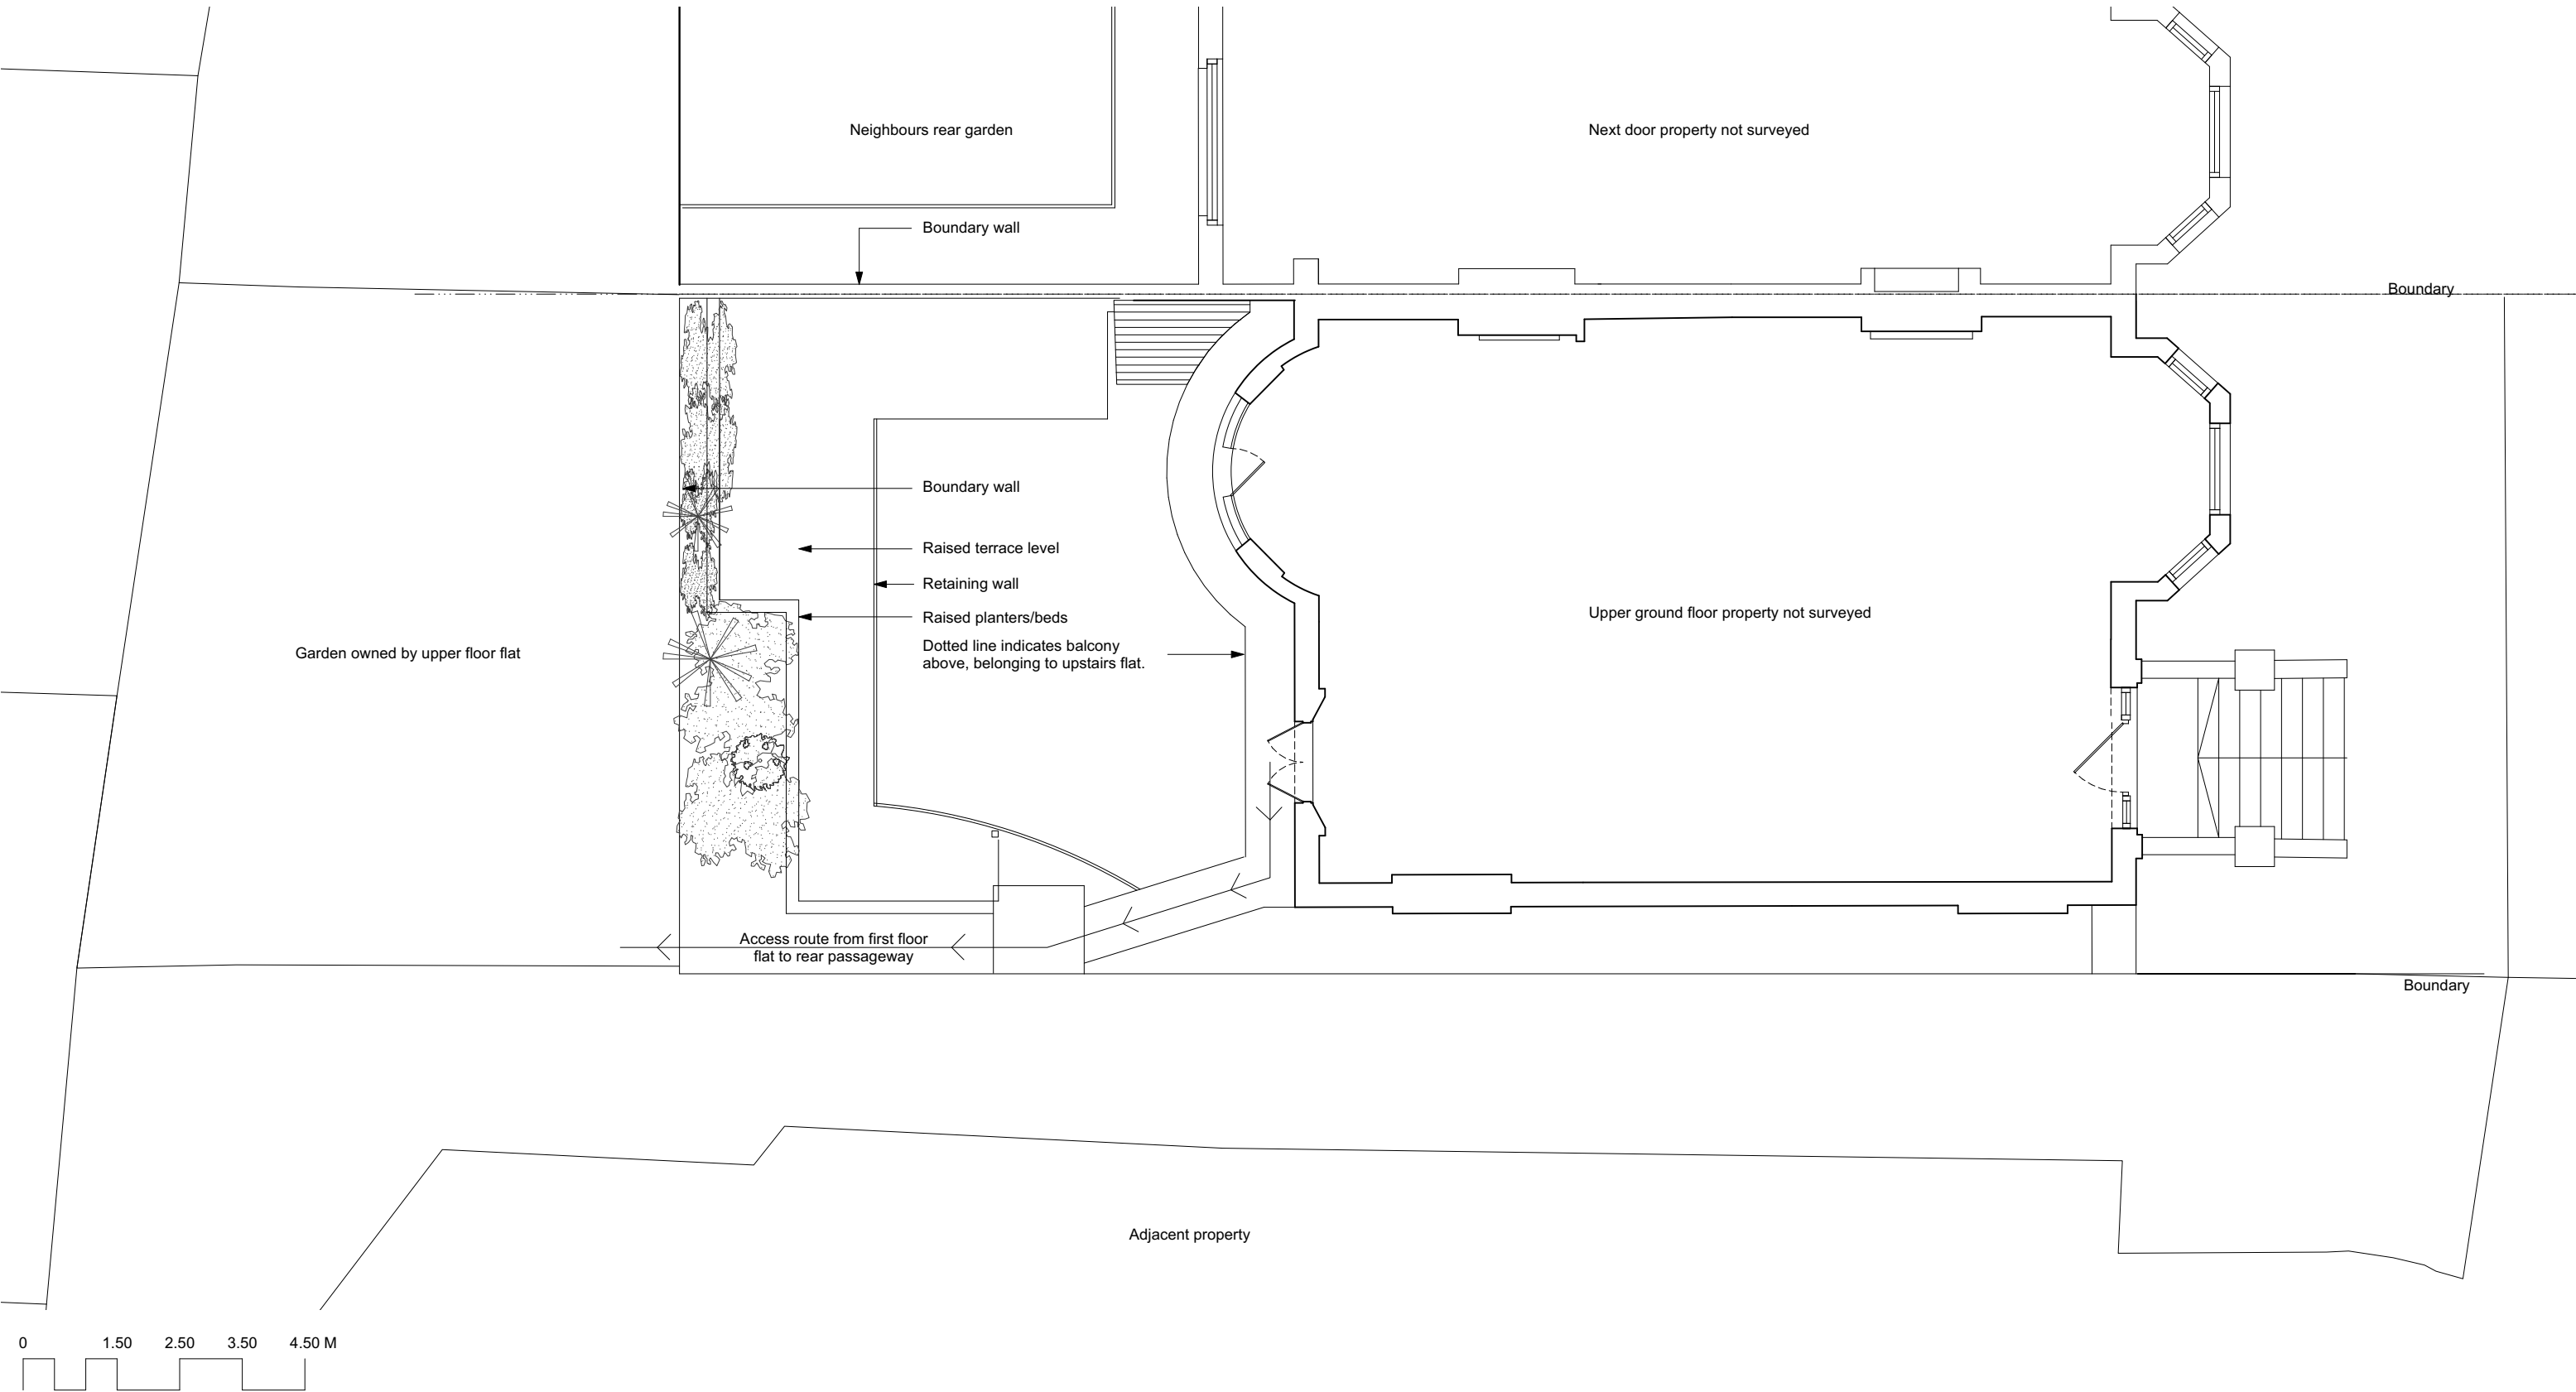 Neighbours rear garden
Next door property not surveyed
Boundary wall
Boundary
Boundary wall
Raised terrace level
Retaining wall
Raised planters/beds
Upper ground floor property not surveyed
Dotted line indicates balcony
above, belonging to upstairs flat.
Garden owned by upper floor flat
Access route from first floor
flat to rear passageway
Boundary
Adjacent property
0 1.50 2.50 3.50 4.50 M